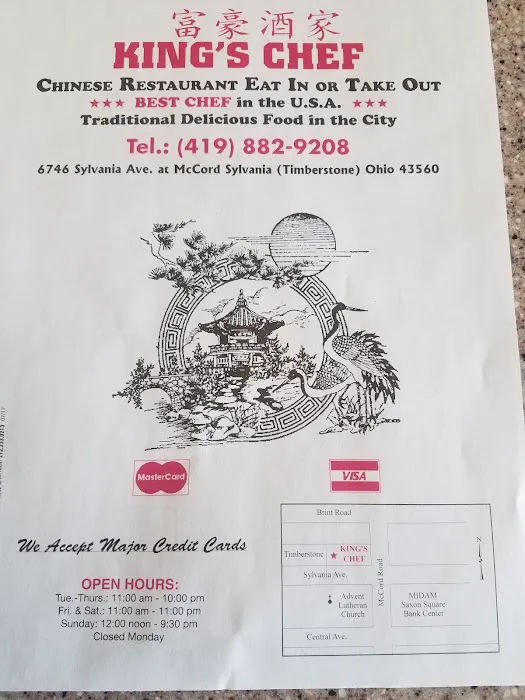 富豪酒家
KING'S CHEF
CHINESE RESTAURANT EAT IN OR TAKE OUT
★★★ BEST CHEF in the U.S.A. ★★★
Traditional Delicious Food in the City
Tel.: (419) 882-9208
6746 Sylvania Ave. at McCord Sylvania (Timberstone) Ohio 43560
MasterCard
VISA
We Accept Major Credit Cards
OPEN HOURS:
Tue.-Thurs.: 11:00 am - 10:00 pm
Fri. & Sat.: 11:00 am - 11:00 pm
Sunday: 12:00 noon - 9:30 pm
Closed Monday
Brint Road
Timberstone
★ KING'S
CHEF
Sylvania Ave.
McCord Road
N
Advent
Lutheran
Church
MiDAM
Saxon Square
Bank Center
Central Ave.